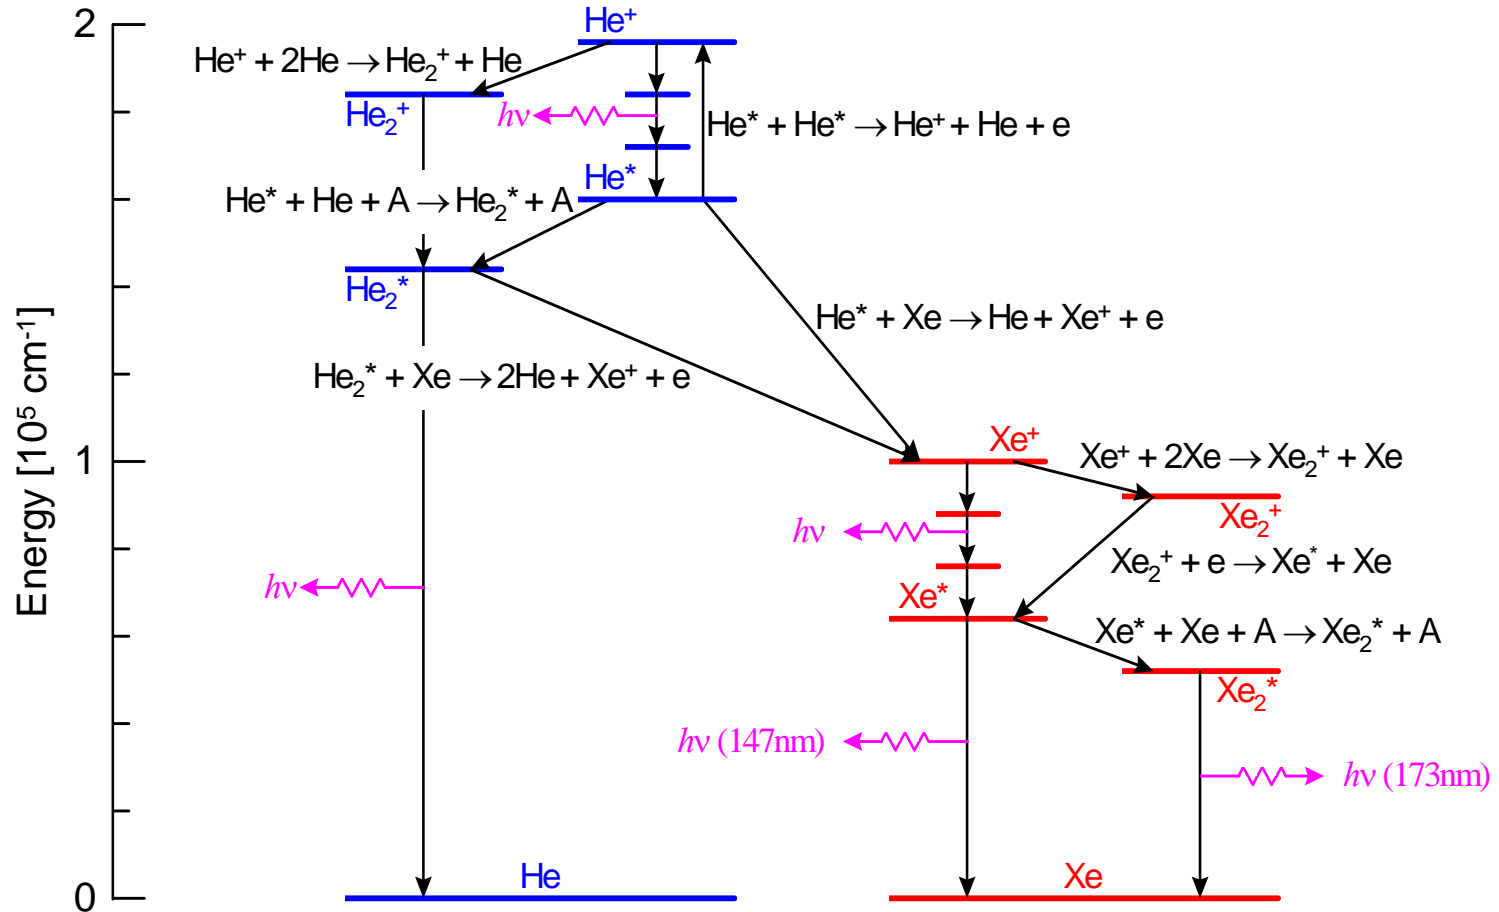 2
He⁺
He⁺ + 2He → He₂⁺ + He
He₂⁺
hν
He* + He* → He⁺ + He + e
He*
He* + He + A → He₂* + A
He₂*
He* + Xe → He + Xe⁺ + e
He₂* + Xe → 2He + Xe⁺ + e
Energy [10⁵ cm⁻¹]
1
Xe⁺
Xe⁺ + 2Xe → Xe₂⁺ + Xe
Xe₂⁺
hν
Xe₂⁺ + e → Xe* + Xe
hν
Xe*
Xe* + Xe + A → Xe₂* + A
Xe₂*
hν (147nm)
hν (173nm)
He
Xe
0